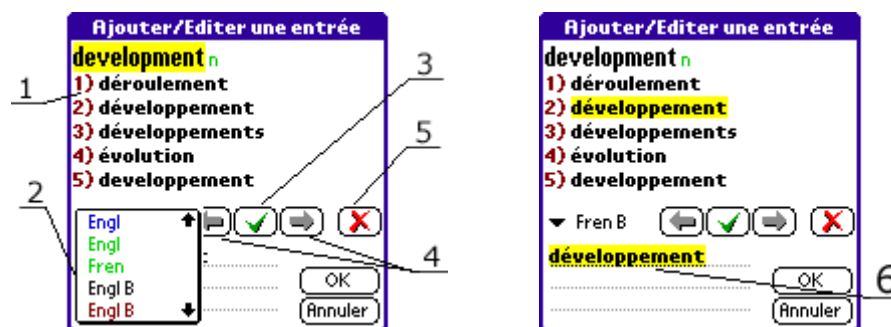 Ajouter/Editer une entrée
development n
1) déroulement
2) développement
3) développements
4) évolution
5) developpement
Engl
Engl
Fren
Engl B
Engl B
OK
Annuler
1
2
3
5
4
Ajouter/Editer une entrée
development n
1) déroulement
2) développement
3) développements
4) évolution
5) developpement
Fren B
développement
OK
Annuler
6